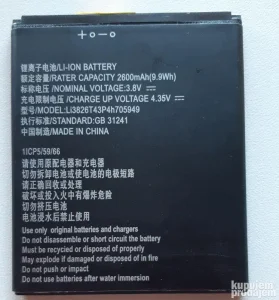 + o -
锂离子电池/LI-ION BATTERY
额定容量/RATER CAPACITY 2600mAh(9.9Wh)
标称电压/NOMINAL VOLTAGE:3.8V
充电限制电压/CHARGE UP VOLTAGE 4.35V
型号/MODEL:Li3826T43P4h705949
执行标准/STANDARD:GB 31241
中国制造/MADE IN CHINA
1ICP5/59/66
请使用原配电器和充电器
切勿拆卸电池或使电池的电极短路
请正确回收或处理
破坏或投入火中有爆炸危险
切勿挤压电池
电池浸水后禁止使用
Use only original batteries and chargers
Do not disassemble or short circuit the battery
Must be recycled or disposed of properly
May explode if damaged or disposed of in fire
Do not crush or impact battery
Do not use batteries after water immersion
kupujem
prodajem